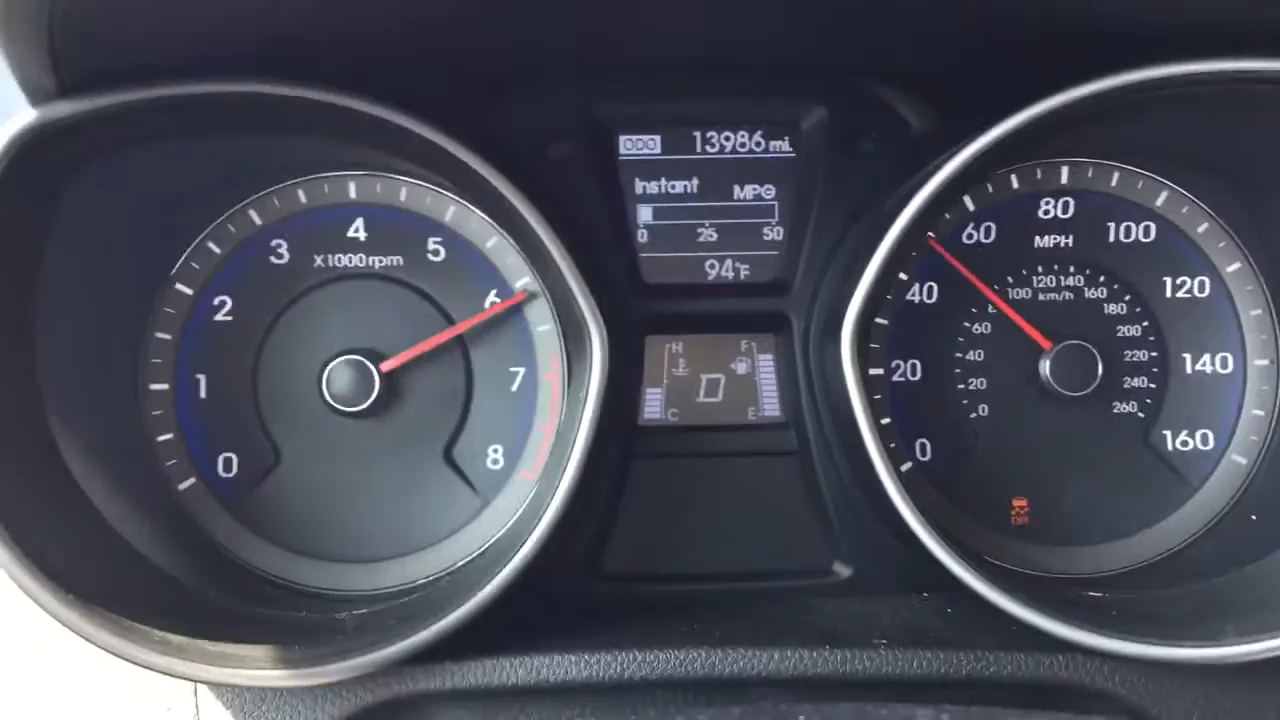 ODO 13986 mi.
Instant MPG
0 25 50
94°F
H F
D
C E
0 1 2 3 4 5 6 7 8
X1000rpm
0 20 40 60 80 100 120 140 160
MPH
0 20 40 60 100 120 140 160 180 200 220 240 260
km/h
OFF